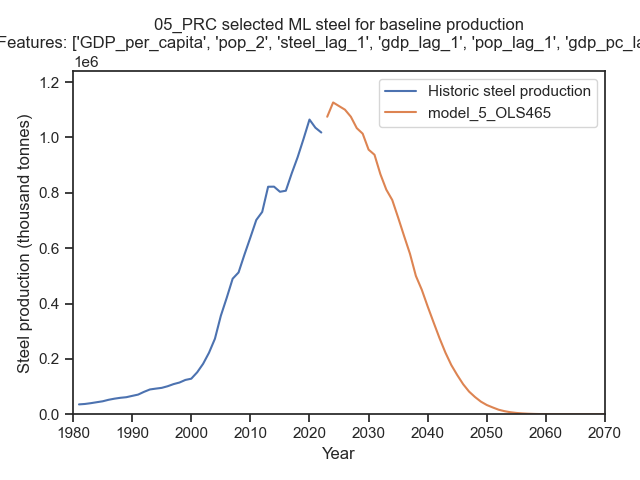 05_PRC selected ML steel for baseline production
Features: ['GDP_per_capita', 'pop_2', 'steel_lag_1', 'gdp_lag_1', 'pop_lag_1', 'gdp_pc_la
1e6
Historic steel production
model_5_OLS465
Steel production (thousand tonnes)
1.2
1.0
0.8
0.6
0.4
0.2
0.0
1980 1990 2000 2010 2020 2030 2040 2050 2060 2070
Year